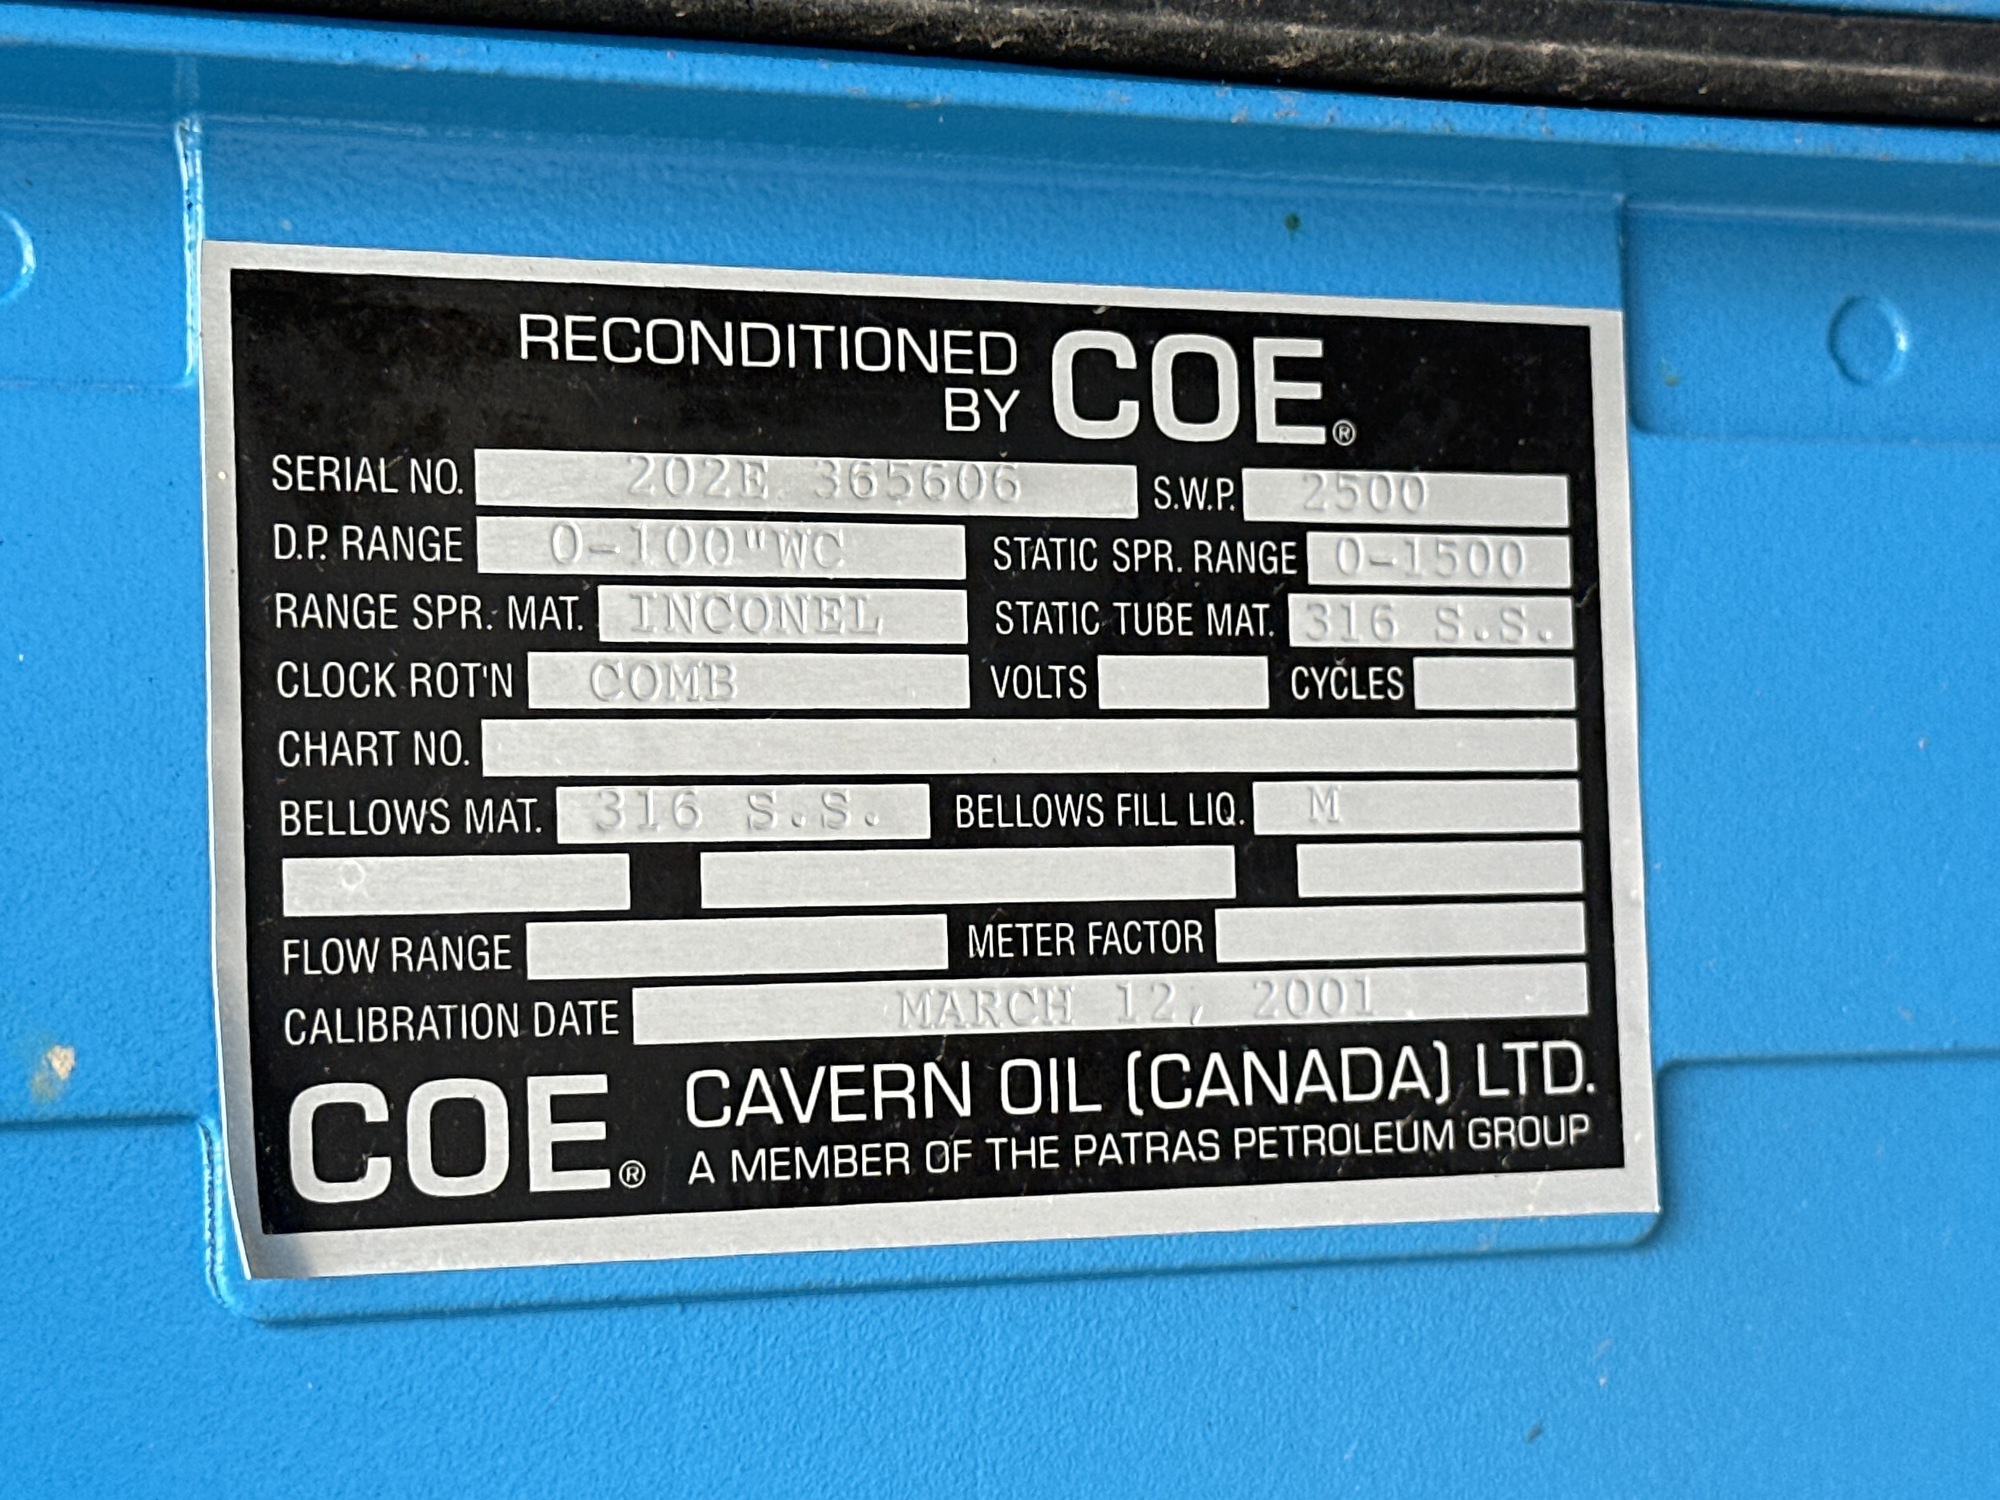 RECONDITIONED
BY COE®
SERIAL NO. 202E 365606 S.W.P. 2500
D.P. RANGE 0-100"WC STATIC SPR. RANGE 0-1500
RANGE SPR. MAT. INCONEL STATIC TUBE MAT. 316 S.S.
CLOCK ROT'N COMB VOLTS CYCLES
CHART NO.
BELLOWS MAT. 316 S.S. BELLOWS FILL LIQ. M
FLOW RANGE METER FACTOR
CALIBRATION DATE MARCH 12, 2001
COE® CAVERN OIL (CANADA) LTD.
A MEMBER OF THE PATRAS PETROLEUM GROUP